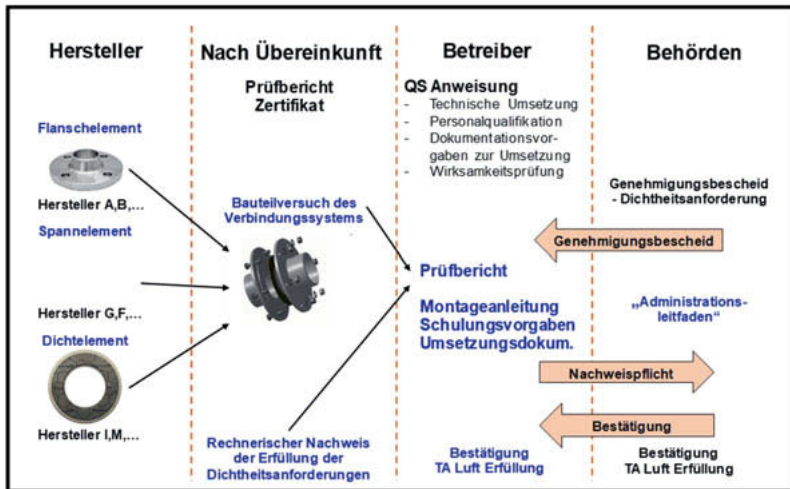 Hersteller
Flanschelement
Hersteller A,B,...
Spannelement
Hersteller G,F,...
Dichtelement
Hersteller I,M,...
Nach Übereinkunft
Prüfbericht
Zertifikat
Bauteilversuch des
Verbindungssystems
Rechnerischer Nachweis
der Erfüllung der
Dichtheitsanforderungen
Betreiber
QS Anweisung
- Technische Umsetzung
- Personalqualifikation
- Dokumentationsvor-
gaben zur Umsetzung
- Wirksamkeitsprüfung
Prüfbericht
Montageanleitung
Schulungsvorgaben
Umsetzungsdokum.
Bestätigung
TA Luft Erfüllung
Behörden
Genehmigungsbescheid
- Dichtheitsanforderung
Genehmigungsbescheid
„Administrations-
leitfaden“
Nachweispflicht
Bestätigung
Bestätigung
TA Luft Erfüllung